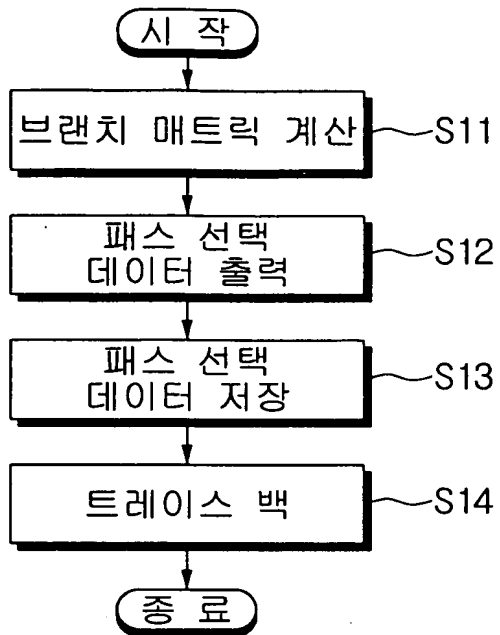 시 작
브랜치 매트릭 계산
S11
패스 선택
데이터 출력
S12
패스 선택
데이터 저장
S13
트레이스 백
S14
종 료